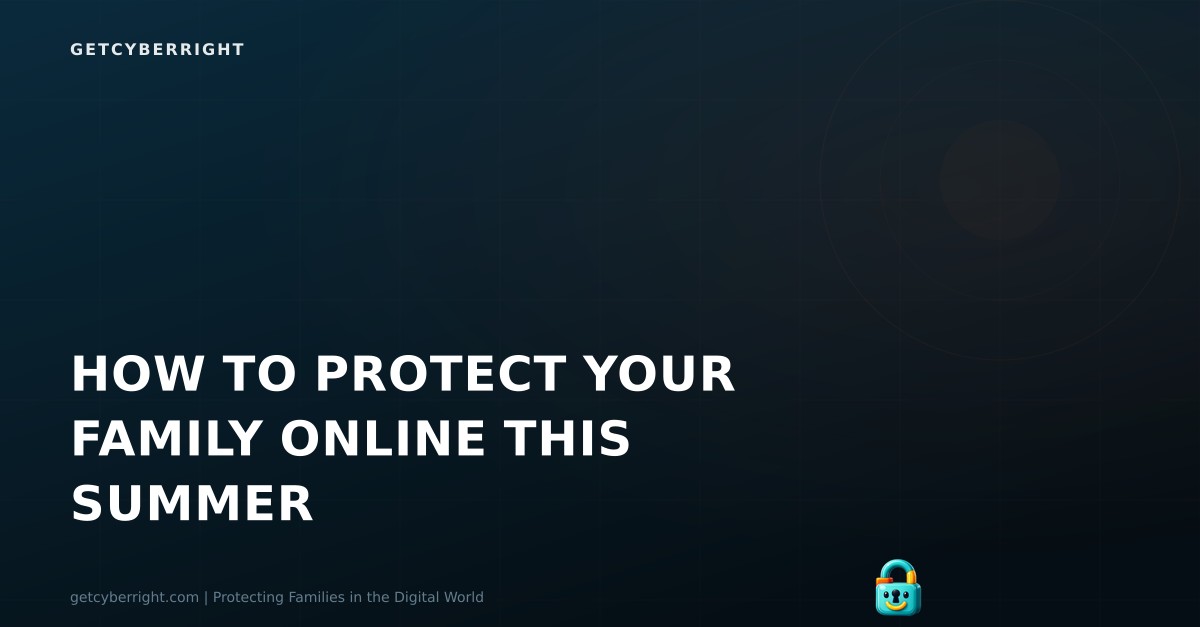 GETCYBERRIGHT
HOW TO PROTECT YOUR
FAMILY ONLINE THIS
SUMMER
getcyberright.com | Protecting Families in the Digital World